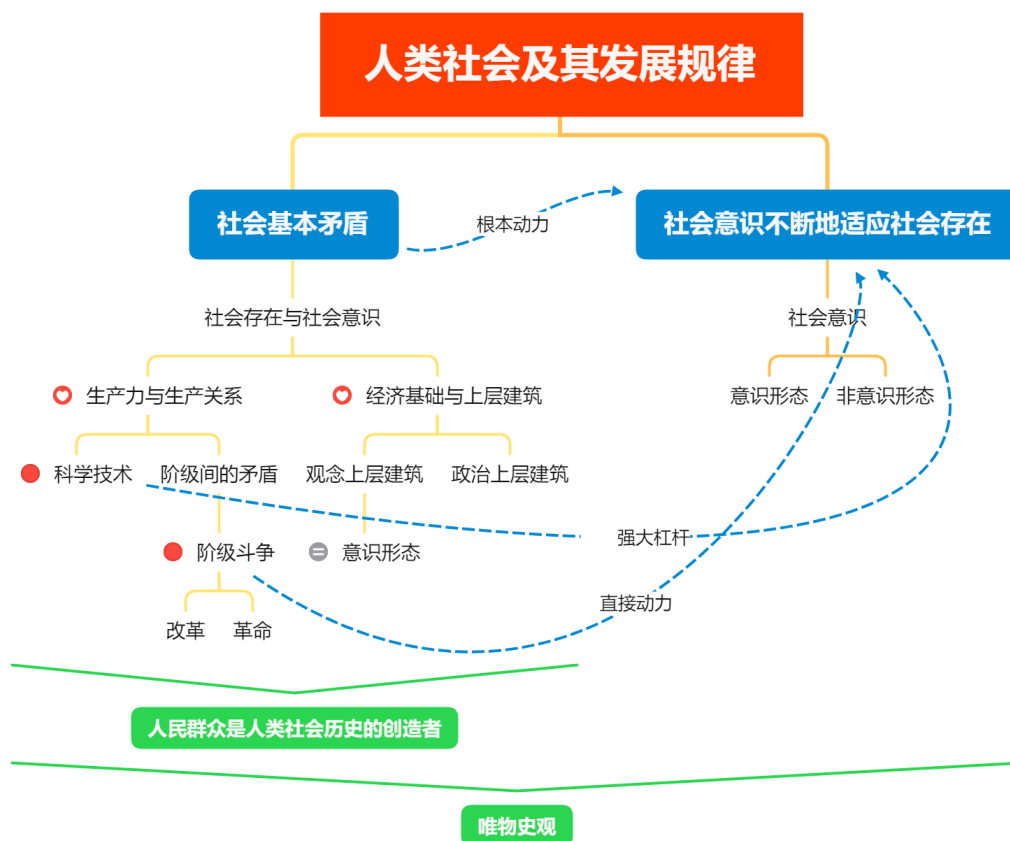 人类社会及其发展规律
社会基本矛盾
根本动力
社会意识不断地适应社会存在
社会存在与社会意识
社会意识
生产力与生产关系
经济基础与上层建筑
意识形态
非意识形态
科学技术
阶级间的矛盾
观念上层建筑
政治上层建筑
强大杠杆
阶级斗争
意识形态
直接动力
改革
革命
人民群众是人类社会历史的创造者
唯物史观